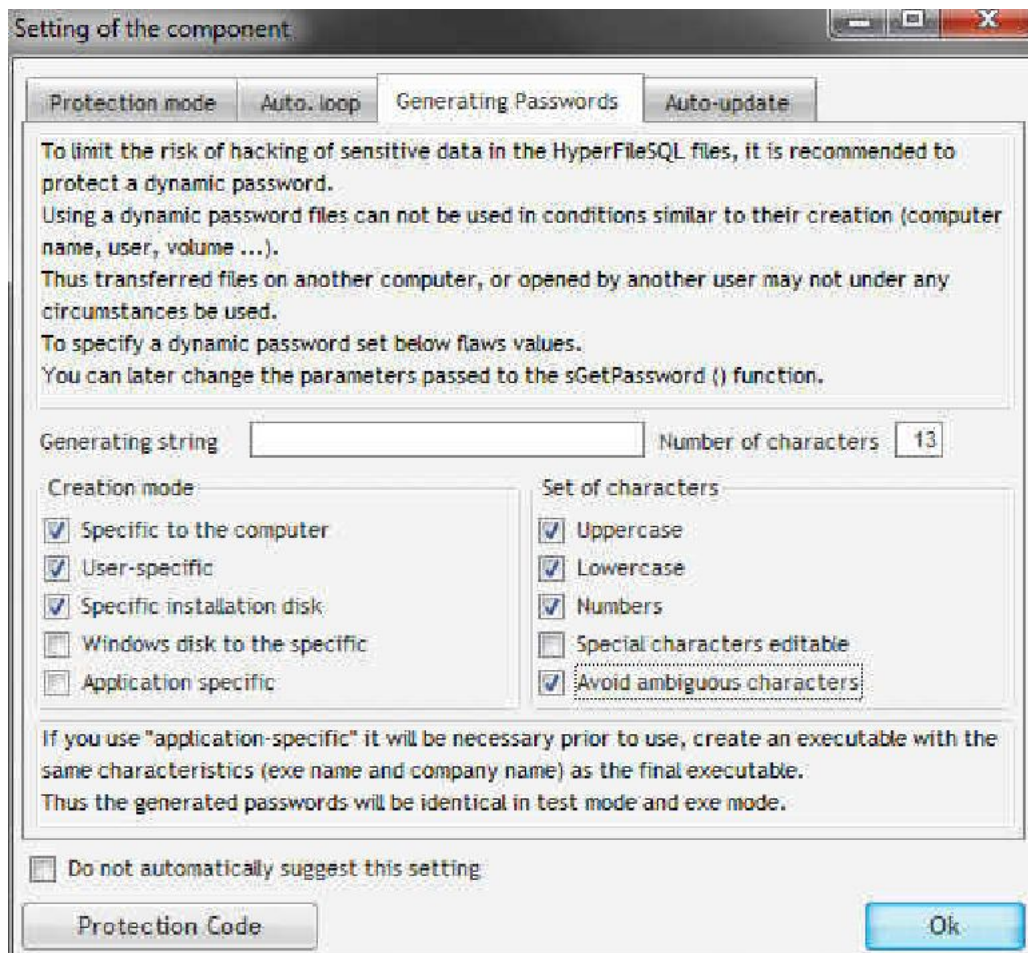 Setting of the component
Protection mode
Auto. loop
Generating Passwords
Auto-update
To limit the risk of hacking of sensitive data in the HyperFileSQL files, it is recommended to
protect a dynamic password.
Using a dynamic password files can not be used in conditions similar to their creation (computer
name, user, volume ...).
Thus transferred files on another computer, or opened by another user may not under any
circumstances be used.
To specify a dynamic password set below flaws values.
You can later change the parameters passed to the sGetPassword () function.
Generating string
Number of characters 13
Creation mode
Specific to the computer
User-specific
Specific installation disk
Windows disk to the specific
Application specific
Set of characters
Uppercase
Lowercase
Numbers
Special characters editable
Avoid ambiguous characters
If you use "application-specific" it will be necessary prior to use, create an executable with the
same characteristics (exe name and company name) as the final executable.
Thus the generated passwords will be identical in test mode and exe mode.
Do not automatically suggest this setting
Protection Code
Ok